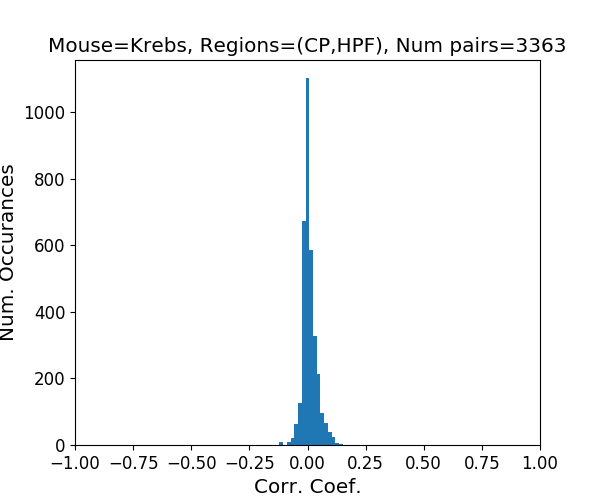 Mouse=Krebs, Regions=(CP,HPF), Num pairs=3363
1000
800
600
400
200
0
Num. Occurances
−1.00 −0.75 −0.50 −0.25 0.00 0.25 0.50 0.75 1.00
Corr. Coef.